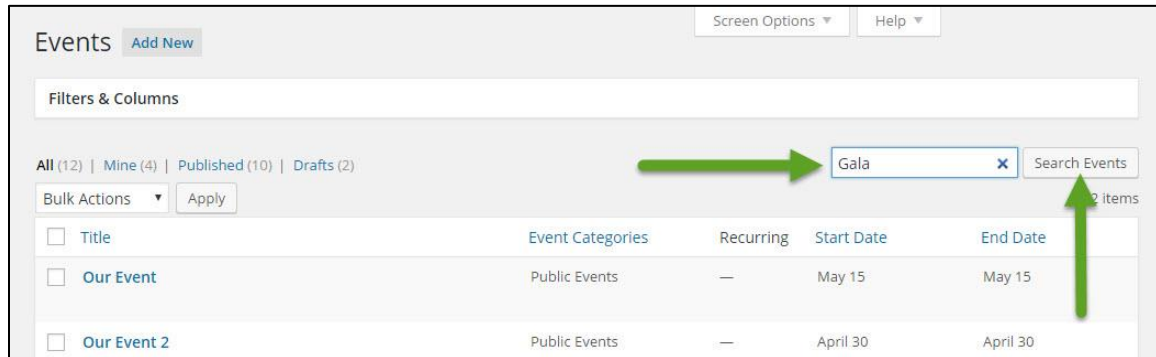 Screen Options ▼ Help ▼
Events Add New
Filters & Columns
All (12) | Mine (4) | Published (10) | Drafts (2)
Gala × Search Events
Bulk Actions ▼ Apply
2 items
Title Event Categories Recurring Start Date End Date
Our Event Public Events — May 15 May 15
Our Event 2 Public Events — April 30 April 30